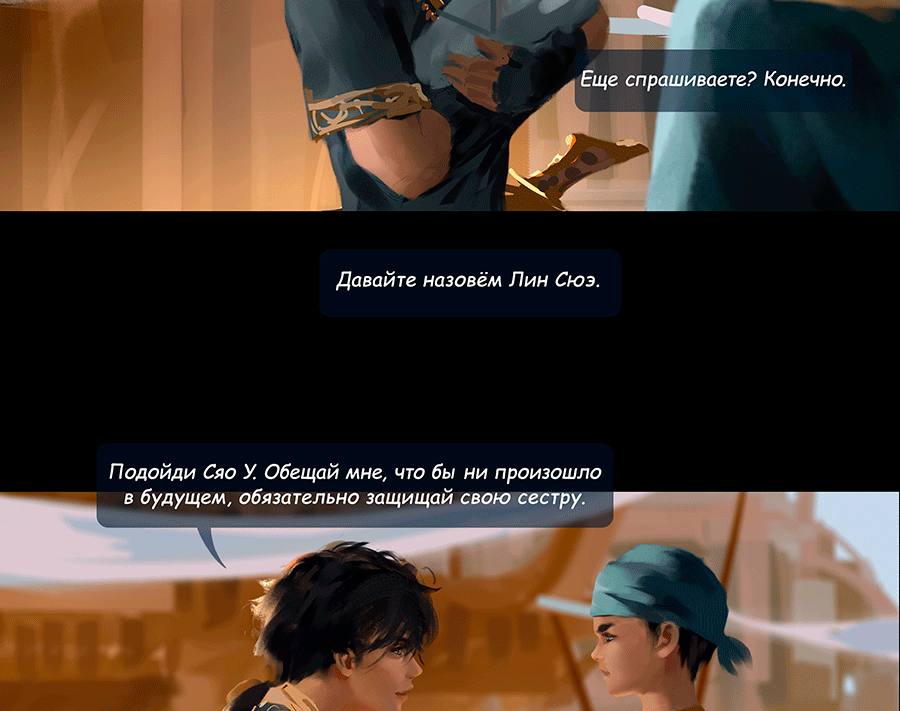 Еще спрашиваете? Конечно.
Давайте назовём Лин Сюэ.
Подойди Сяо У. Обещай мне, что бы ни произошло
в будущем, обязательно защищай свою сестру.